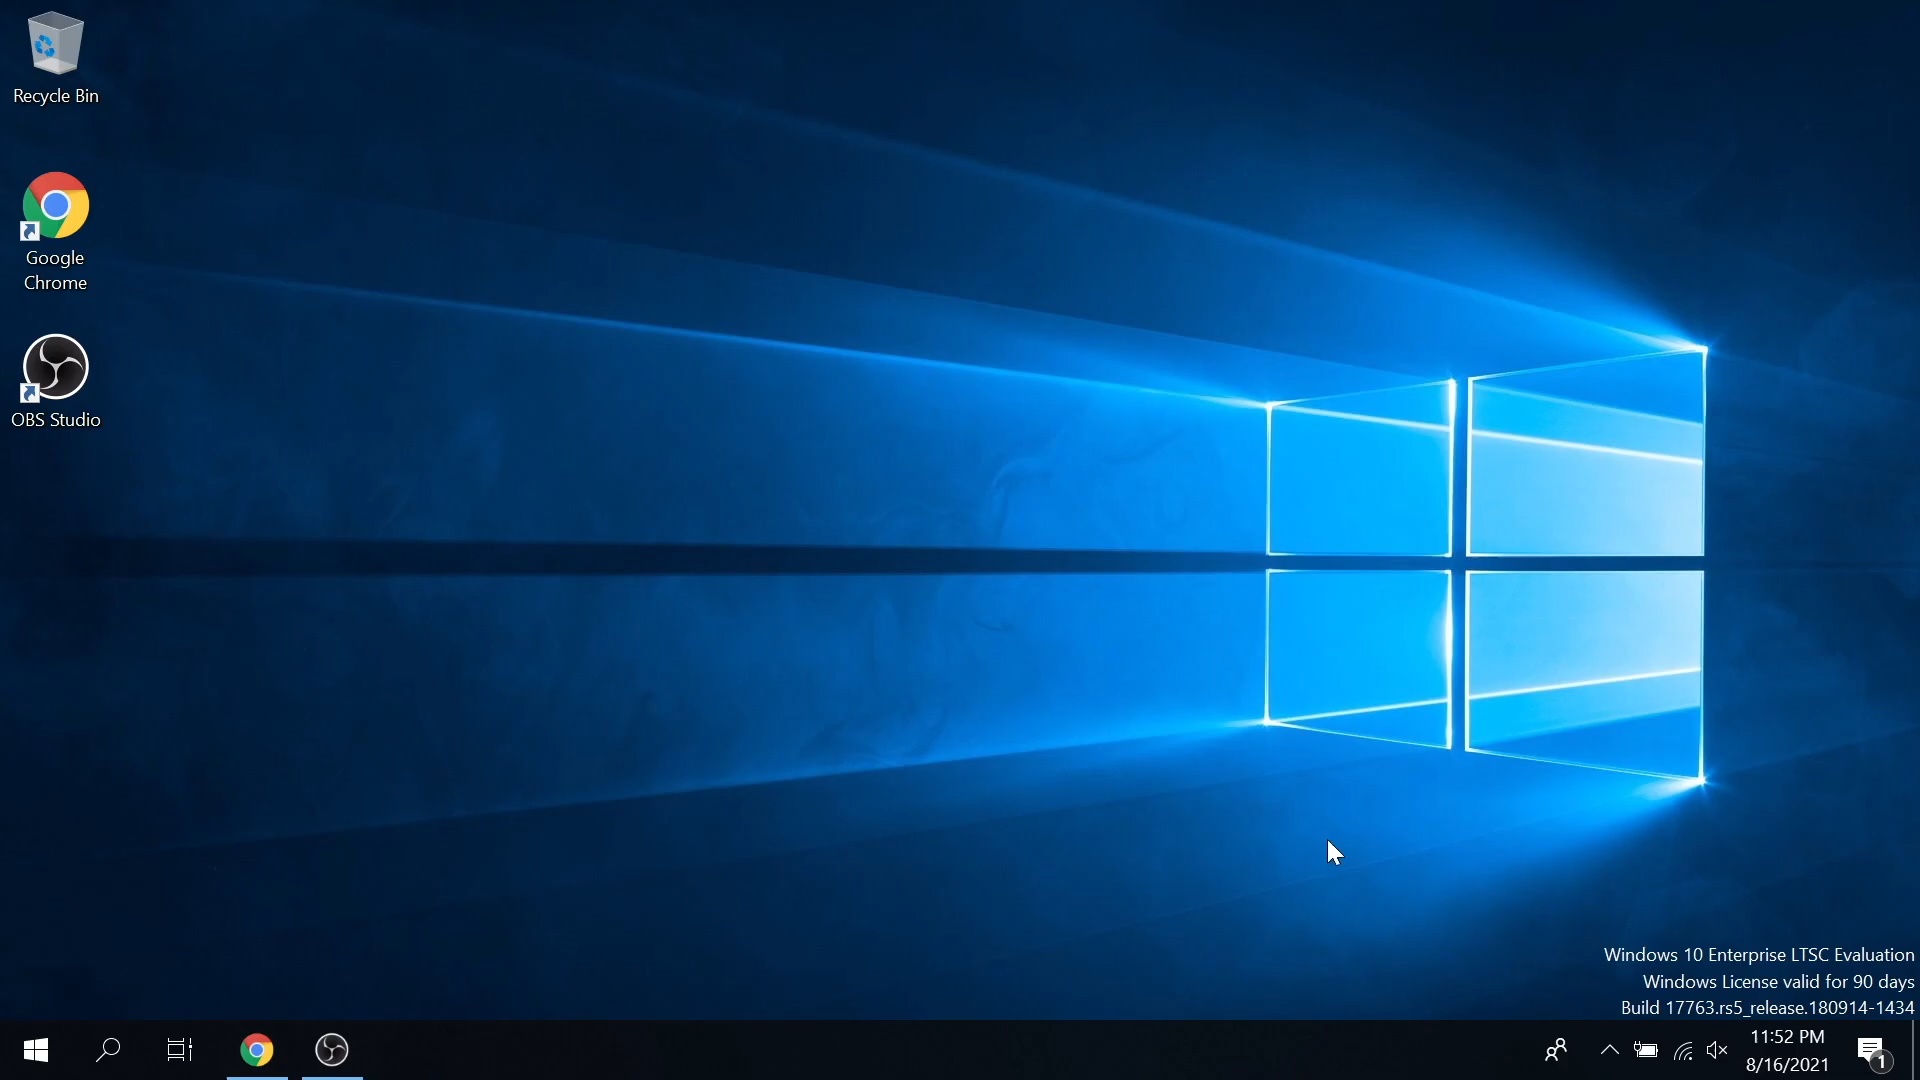 Recycle Bin
Google
Chrome
OBS Studio
Windows 10 Enterprise LTSC Evaluation
Windows License valid for 90 days
Build 17763.rs5_release.180914-1434
11:52 PM
8/16/2021
1